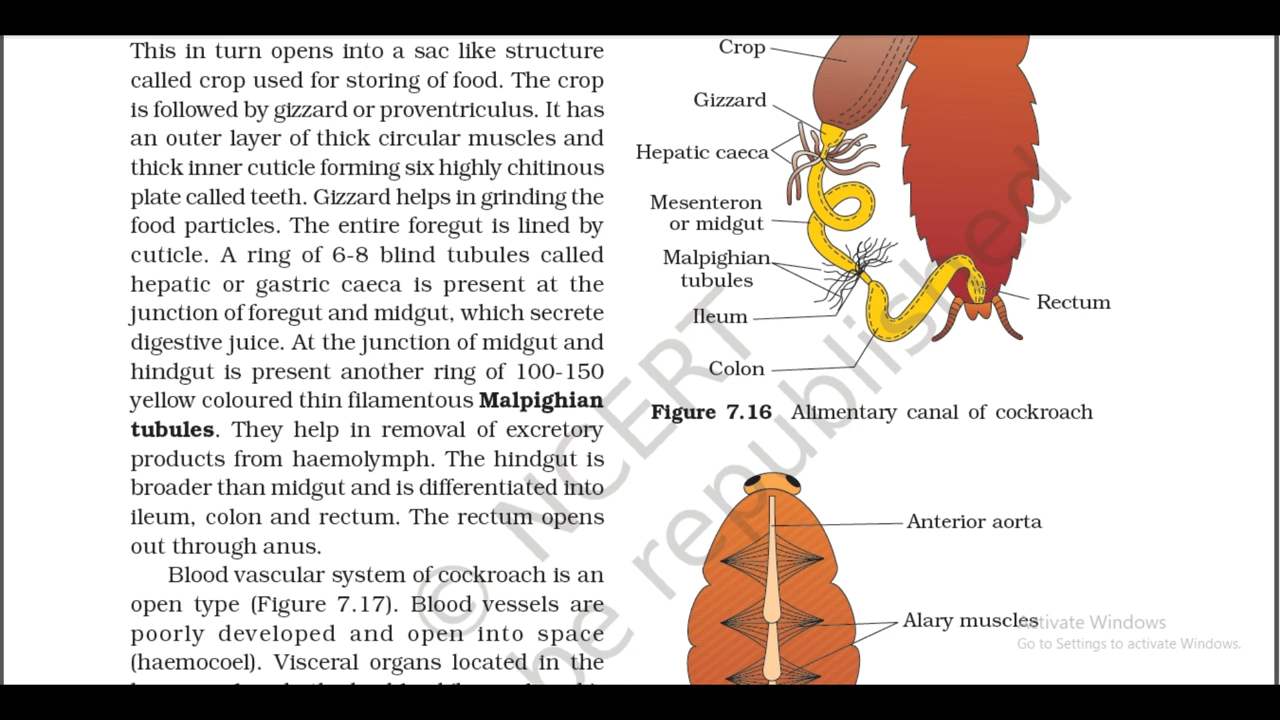 This in turn opens into a sac like structure
called crop used for storing of food. The crop
is followed by gizzard or proventriculus. It has
an outer layer of thick circular muscles and
thick inner cuticle forming six highly chitinous
plate called teeth. Gizzard helps in grinding the
food particles. The entire foregut is lined by
cuticle. A ring of 6-8 blind tubules called
hepatic or gastric caeca is present at the
junction of foregut and midgut, which secrete
digestive juice. At the junction of midgut and
hindgut is present another ring of 100-150
yellow coloured thin filamentous Malpighian
tubules. They help in removal of excretory
products from haemolymph. The hindgut is
broader than midgut and is differentiated into
ileum, colon and rectum. The rectum opens
out through anus.
Blood vascular system of cockroach is an
open type (Figure 7.17). Blood vessels are
poorly developed and open into space
(haemocoel). Visceral organs located in the
Crop
Gizzard
Hepatic caeca
Mesenteron
or midgut
Malpighian
tubules
Ileum
Colon
Rectum
Figure 7.16 Alimentary canal of cockroach
Anterior aorta
Alary muscles
© NCERT
be republished
Activate Windows
Go to Settings to activate Windows.